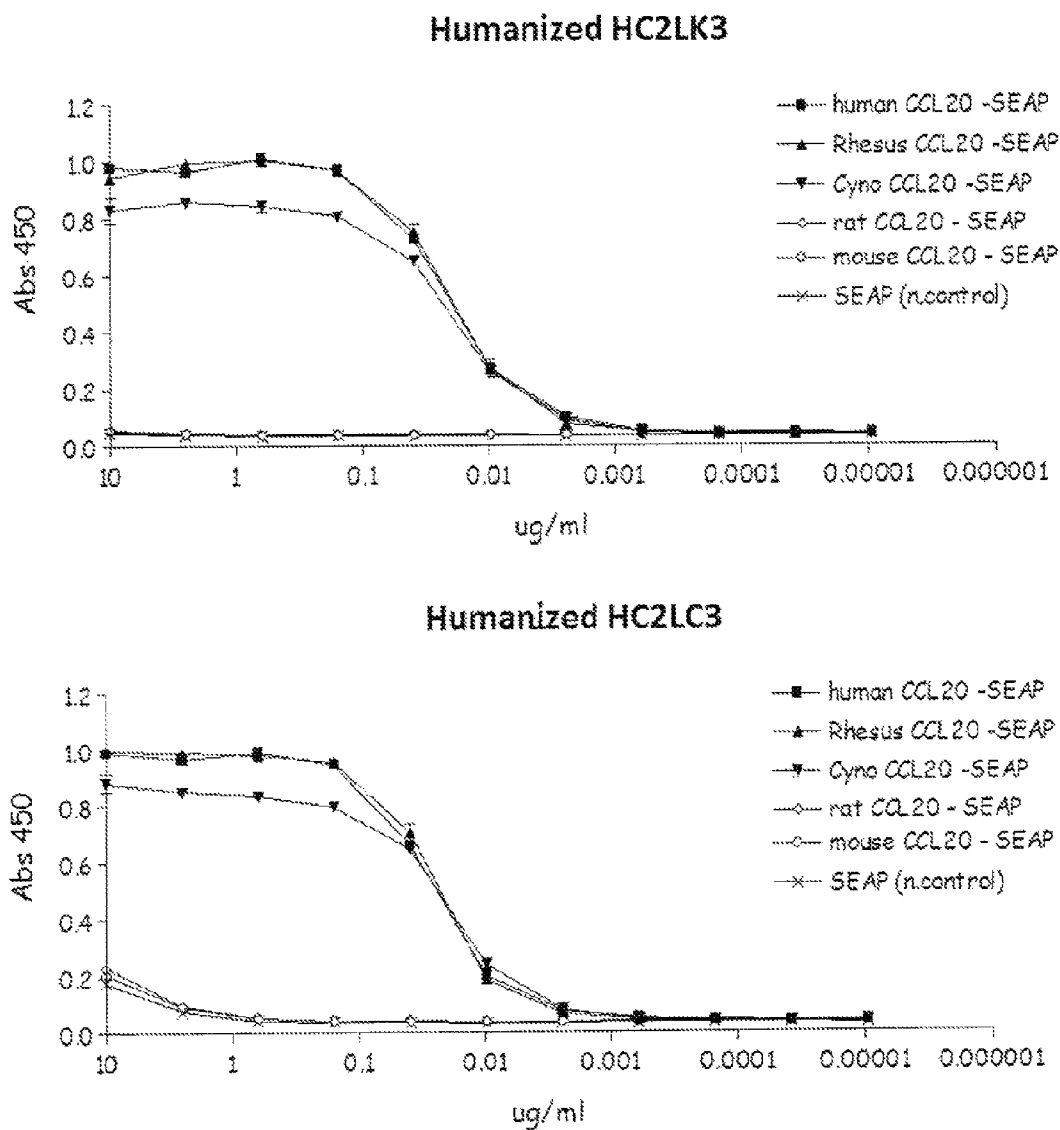 Humanized HC2LK3
1.2
1.0
0.8
0.6
0.4
0.2
0.0
Abs 450
10 1 0.1 0.01 0.001 0.0001 0.00001 0.000001
ug/ml
human CCL20 -SEAP
Rhesus CCL20 -SEAP
Cyno CCL20 -SEAP
rat CCL20 - SEAP
mouse CCL20 - SEAP
SEAP (n.control)
Humanized HC2LC3
1.2
1.0
0.8
0.6
0.4
0.2
0.0
Abs 450
10 1 0.1 0.01 0.001 0.0001 0.00001 0.000001
ug/ml
human CCL20 -SEAP
Rhesus CCL20 -SEAP
Cyno CCL20 -SEAP
rat CCL20 - SEAP
mouse CCL20 - SEAP
SEAP (n.control)